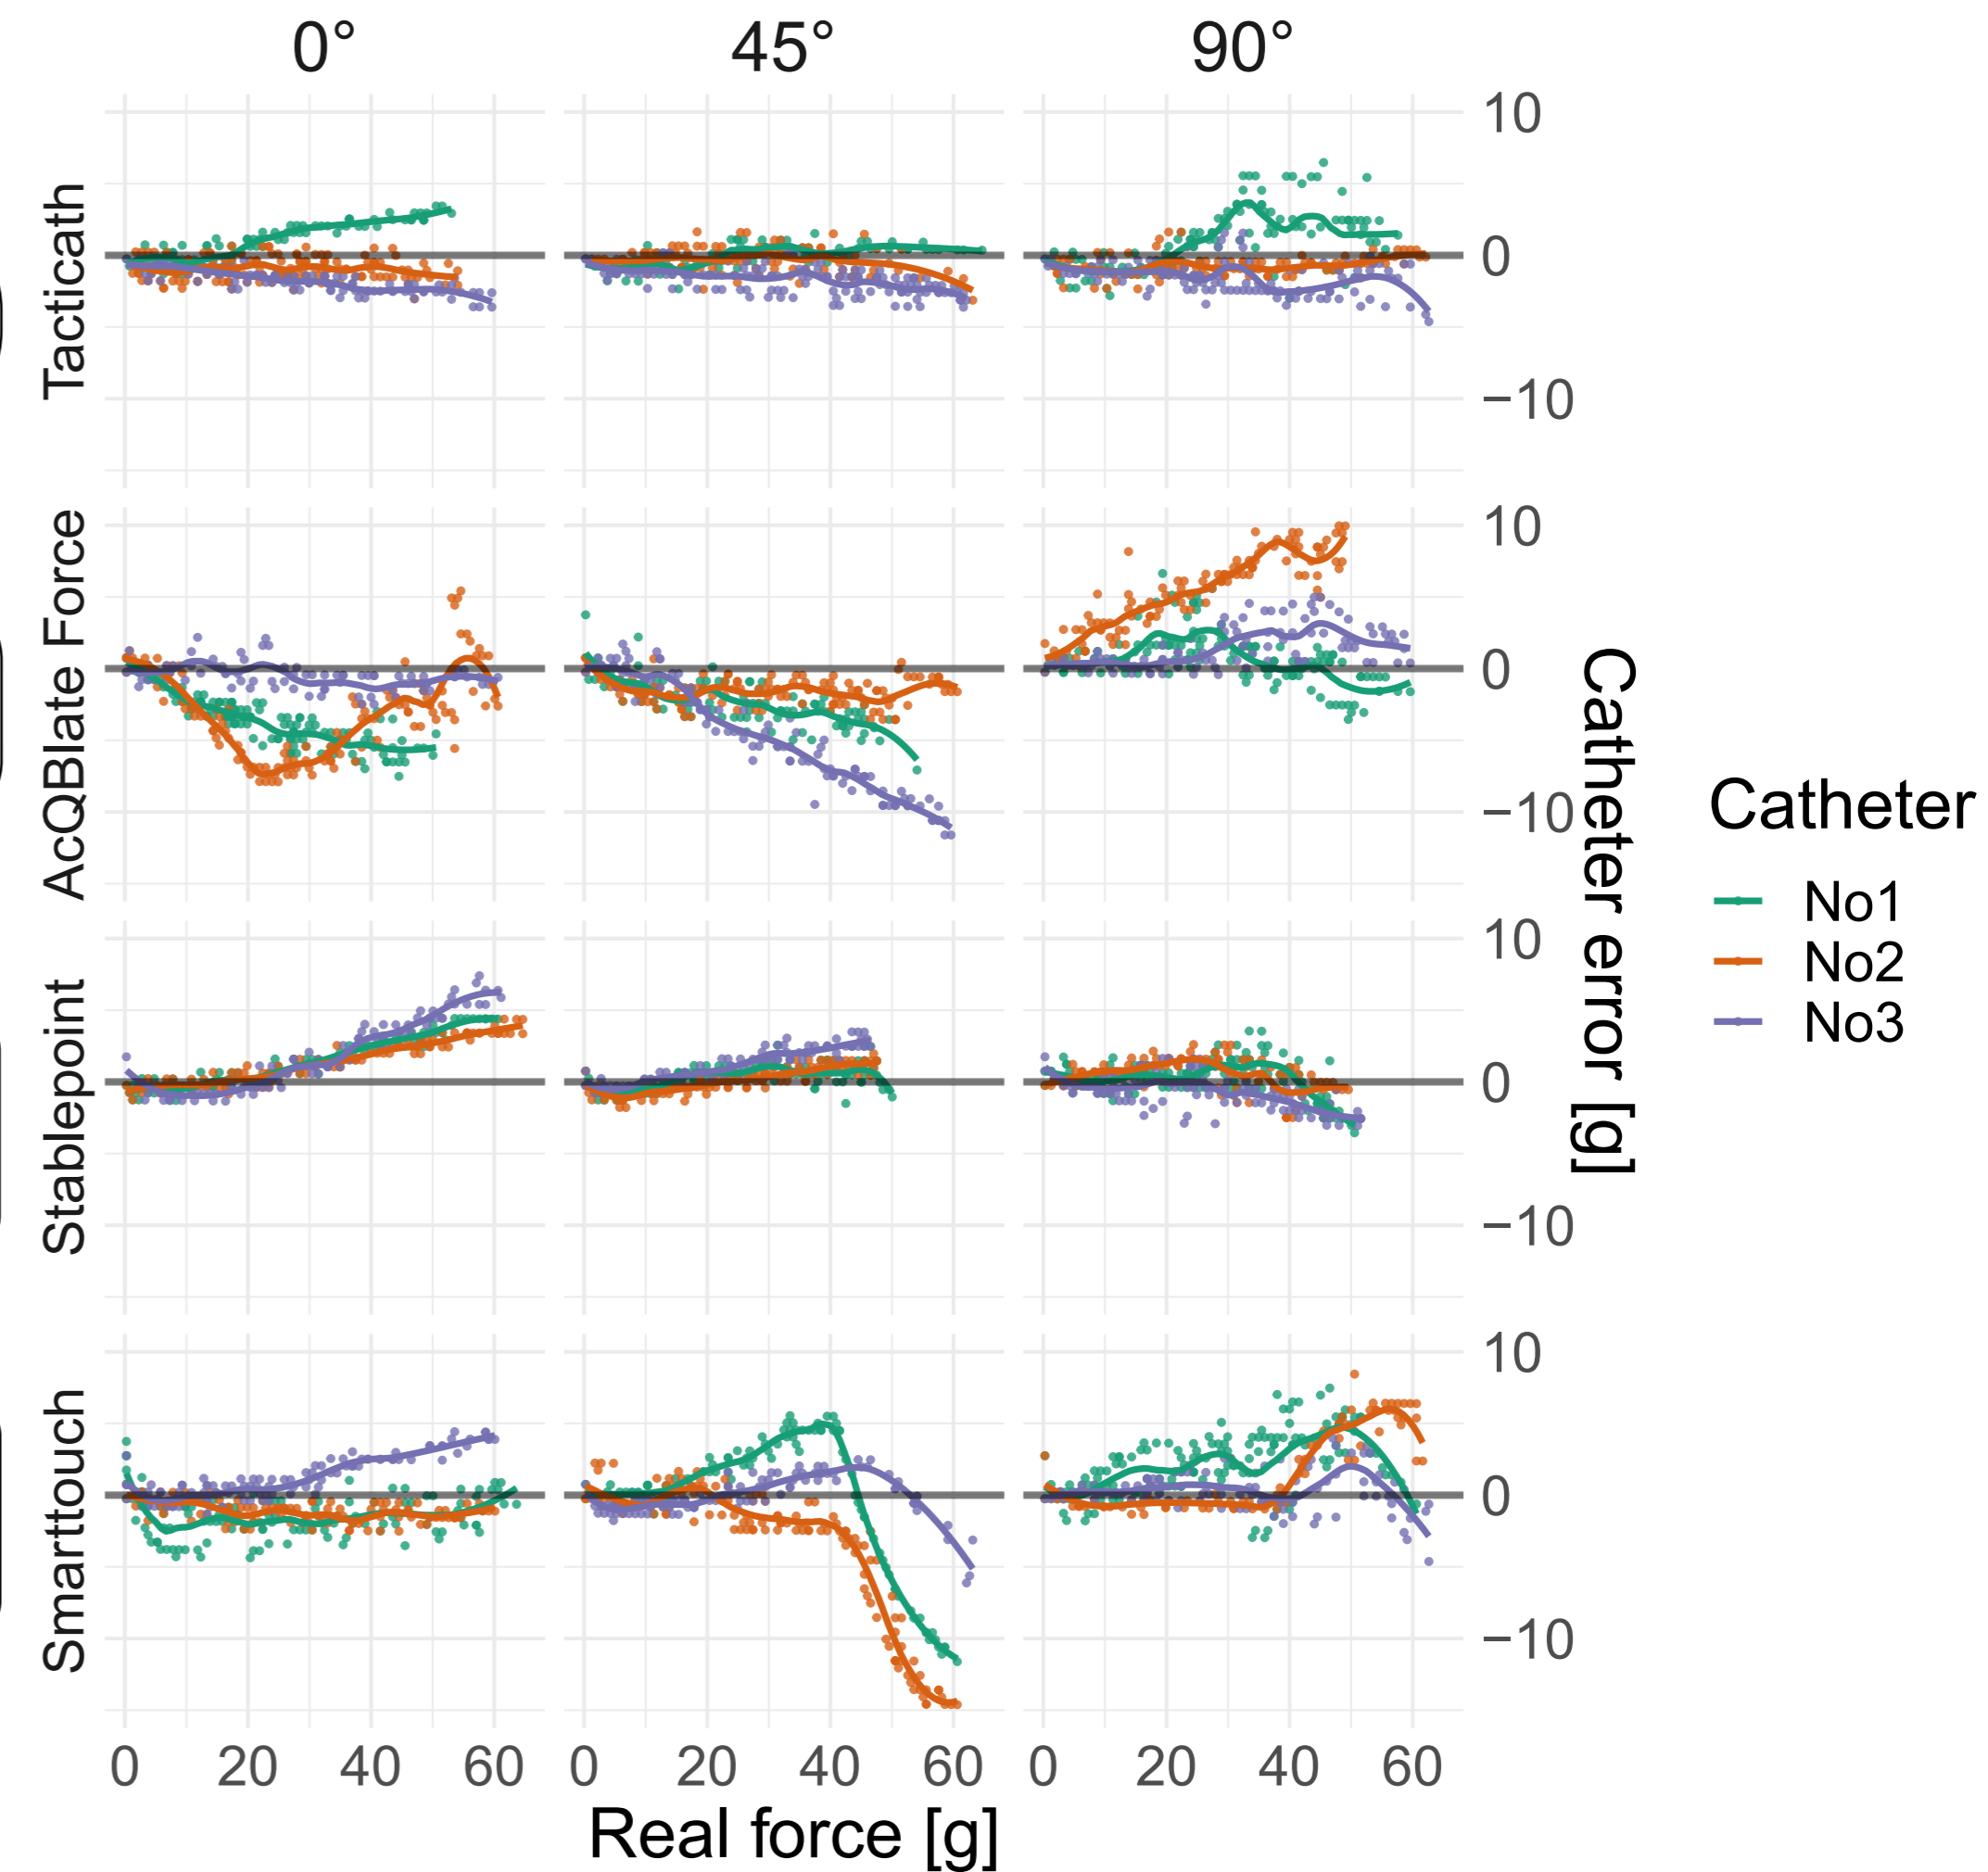 0° 45° 90°
Tacticath
10
0
−10
AcQBlate Force
10
0
−10
Stablepoint
10
0
−10
Smarttouch
10
0
−10
0 20 40 60 0 20 40 60 0 20 40 60
Real force [g]
Catheter error [g]
Catheter
No1
No2
No3